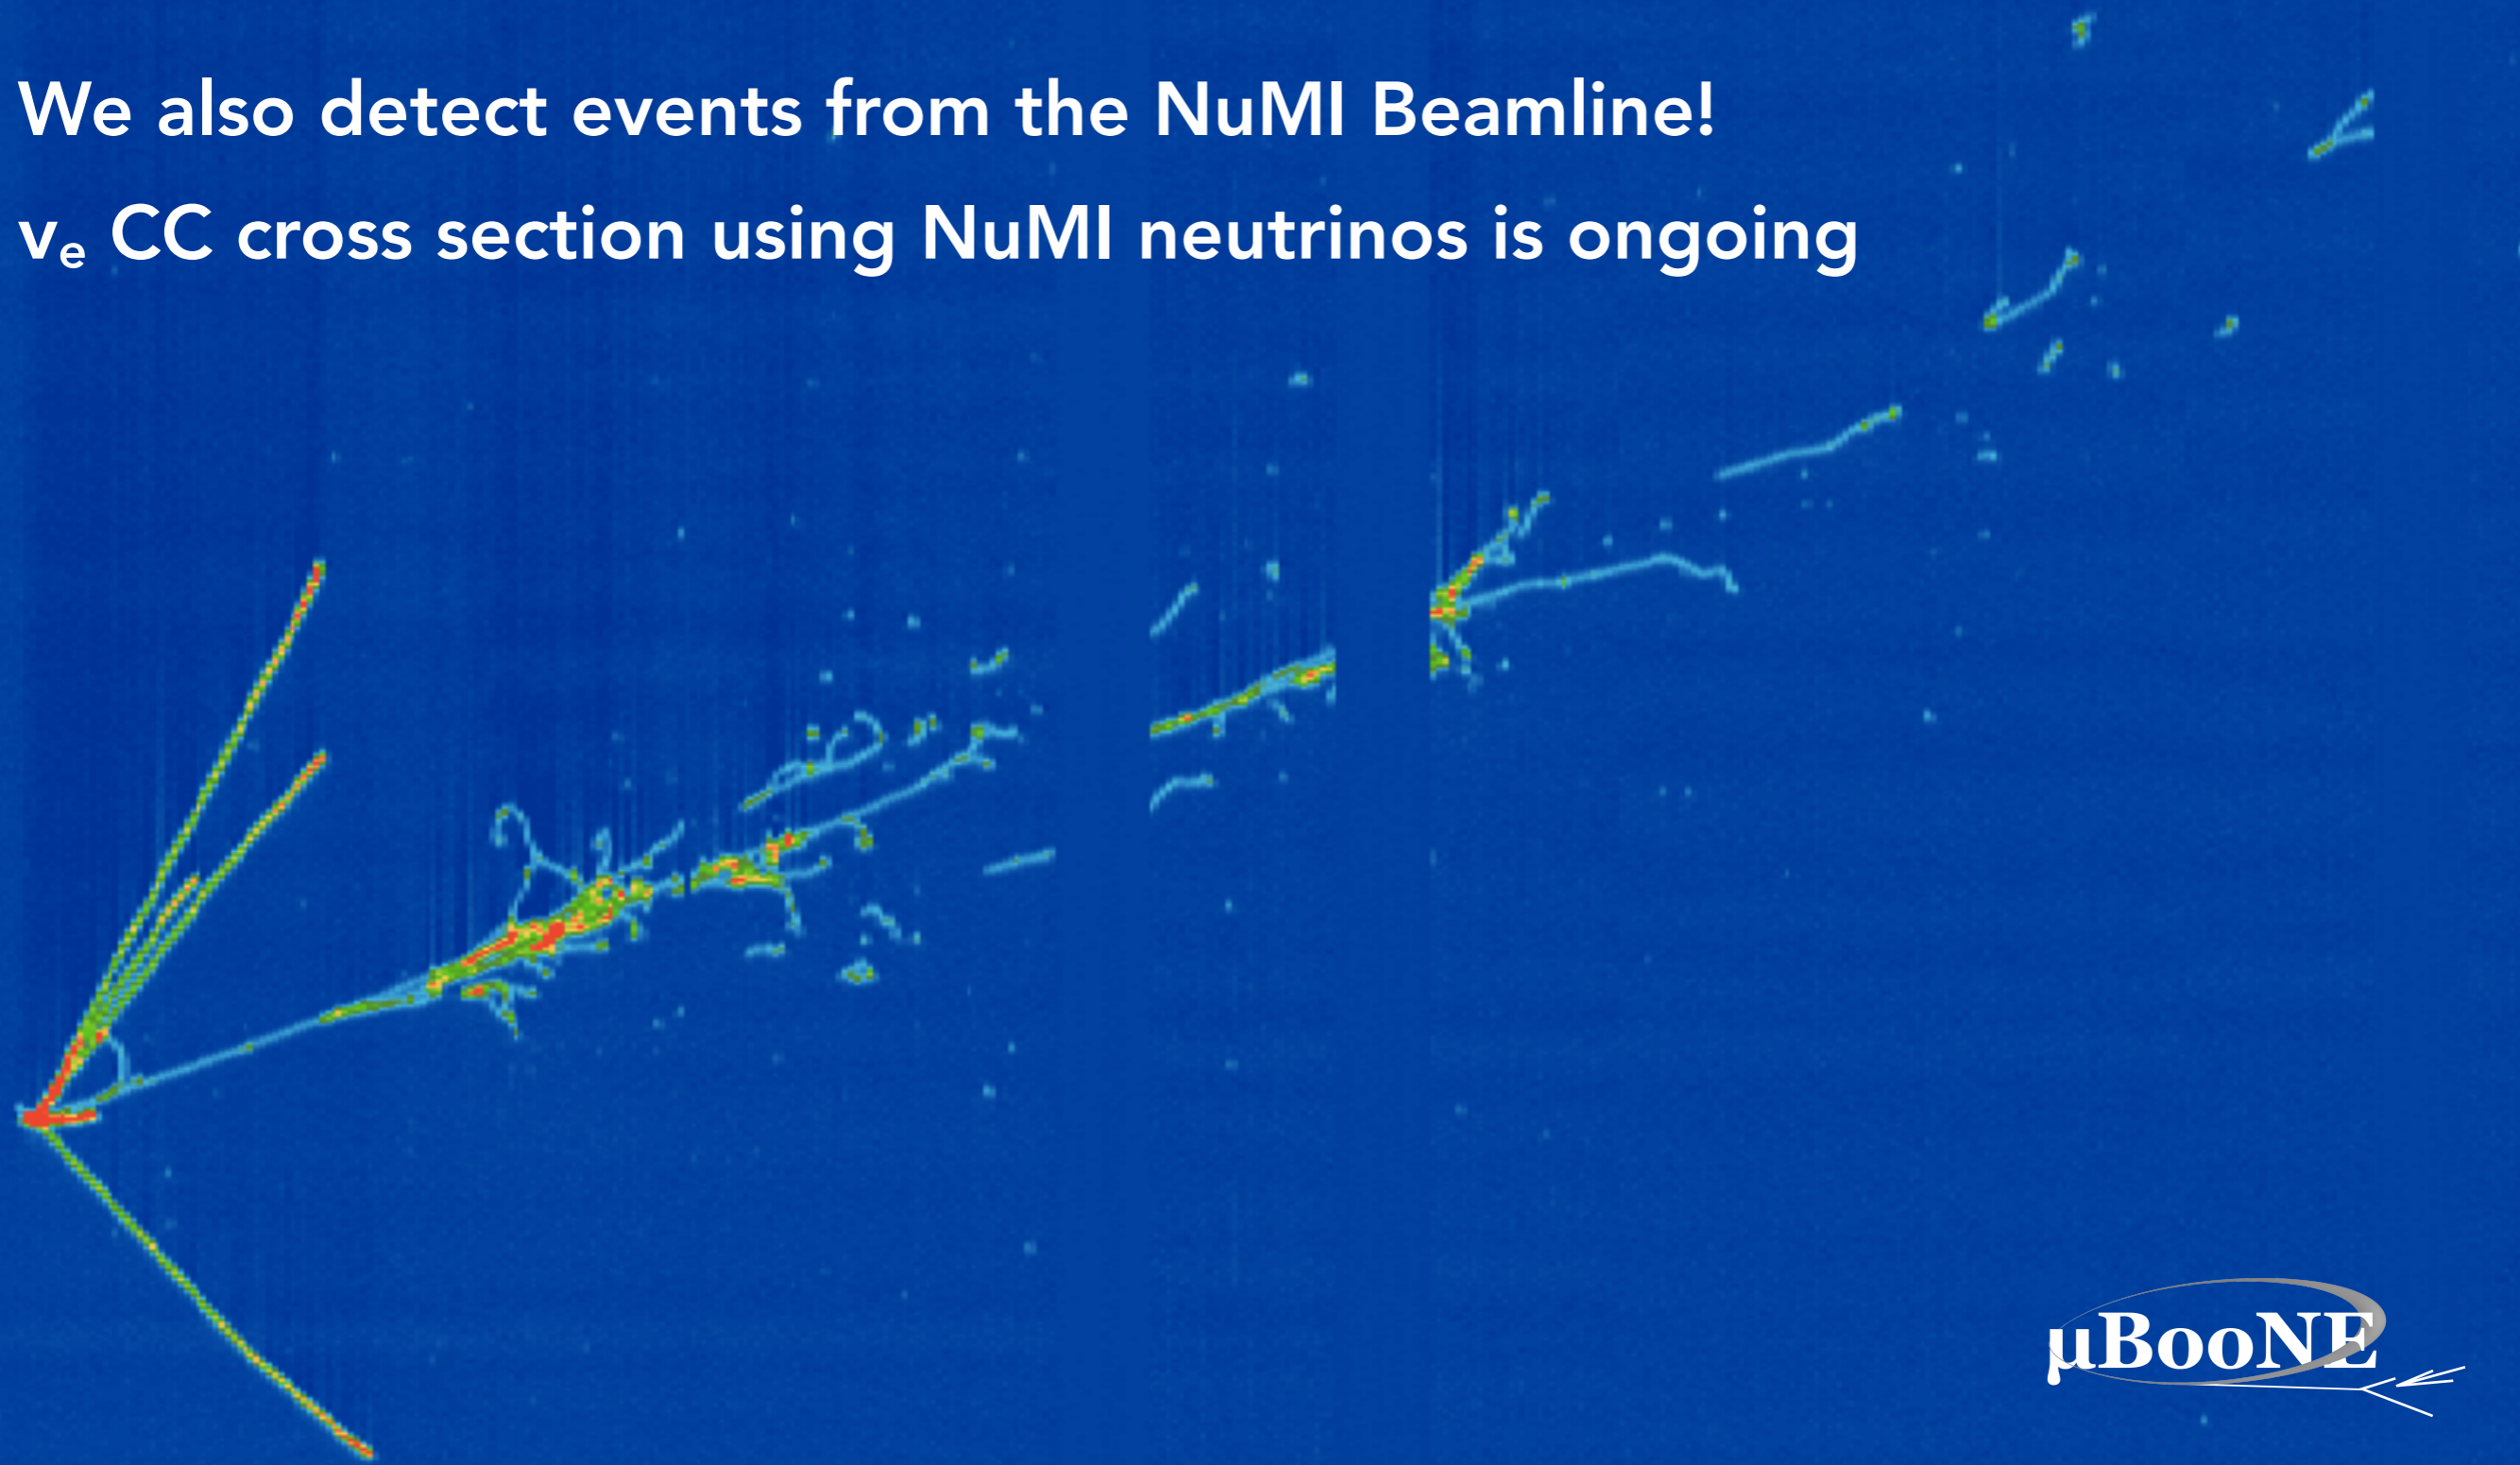 We also detect events from the NuMI Beamline!
νe CC cross section using NuMI neutrinos is ongoing
µBooNE